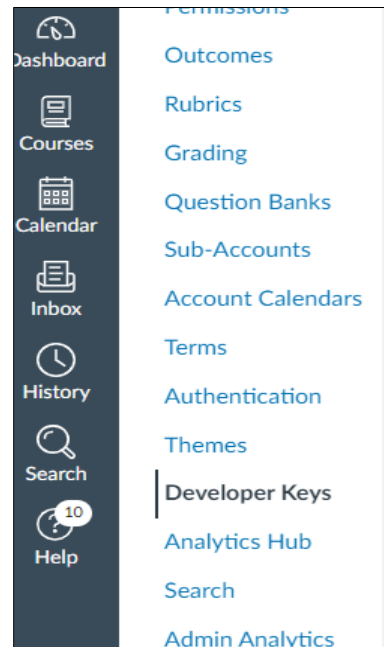 Dashboard
Courses
Calendar
Inbox
History
Search
10
Help
Permissions
Outcomes
Rubrics
Grading
Question Banks
Sub-Accounts
Account Calendars
Terms
Authentication
Themes
Developer Keys
Analytics Hub
Search
Admin Analytics